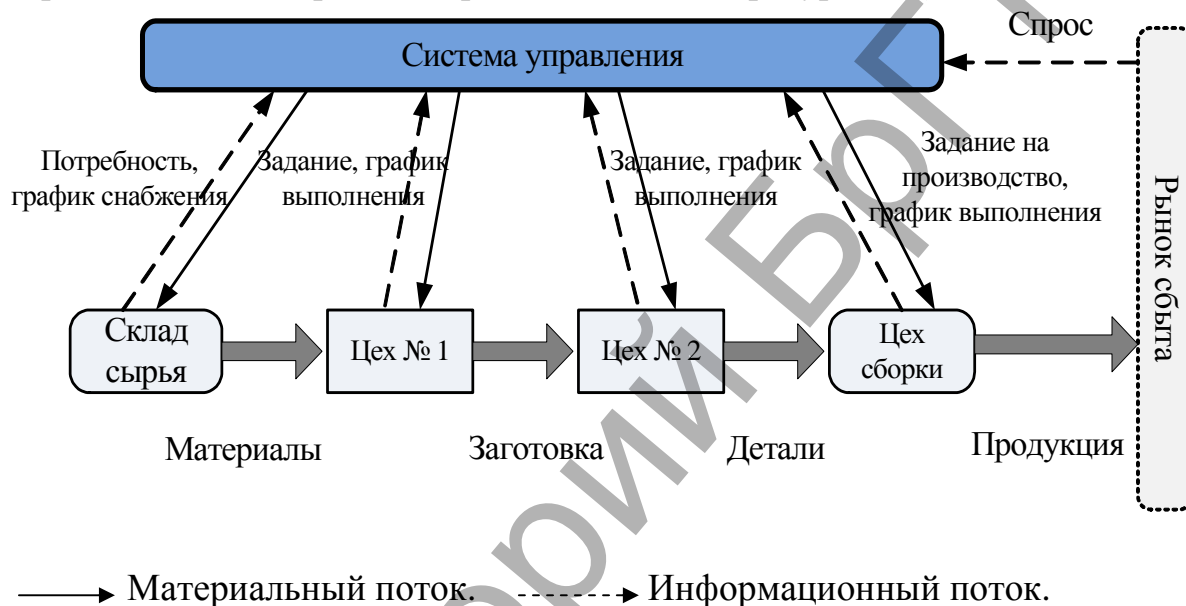 Спрос
Система управления
Потребность,
график снабжения
Задание, график
выполнения
Задание, график
выполнения
Задание на
производство,
график выполнения
Рынок сбыта
Склад
сырья
Цех № 1
Цех № 2
Цех
сборки
Материалы
Заготовка
Детали
Продукция
Материальный поток.
Информационный поток.